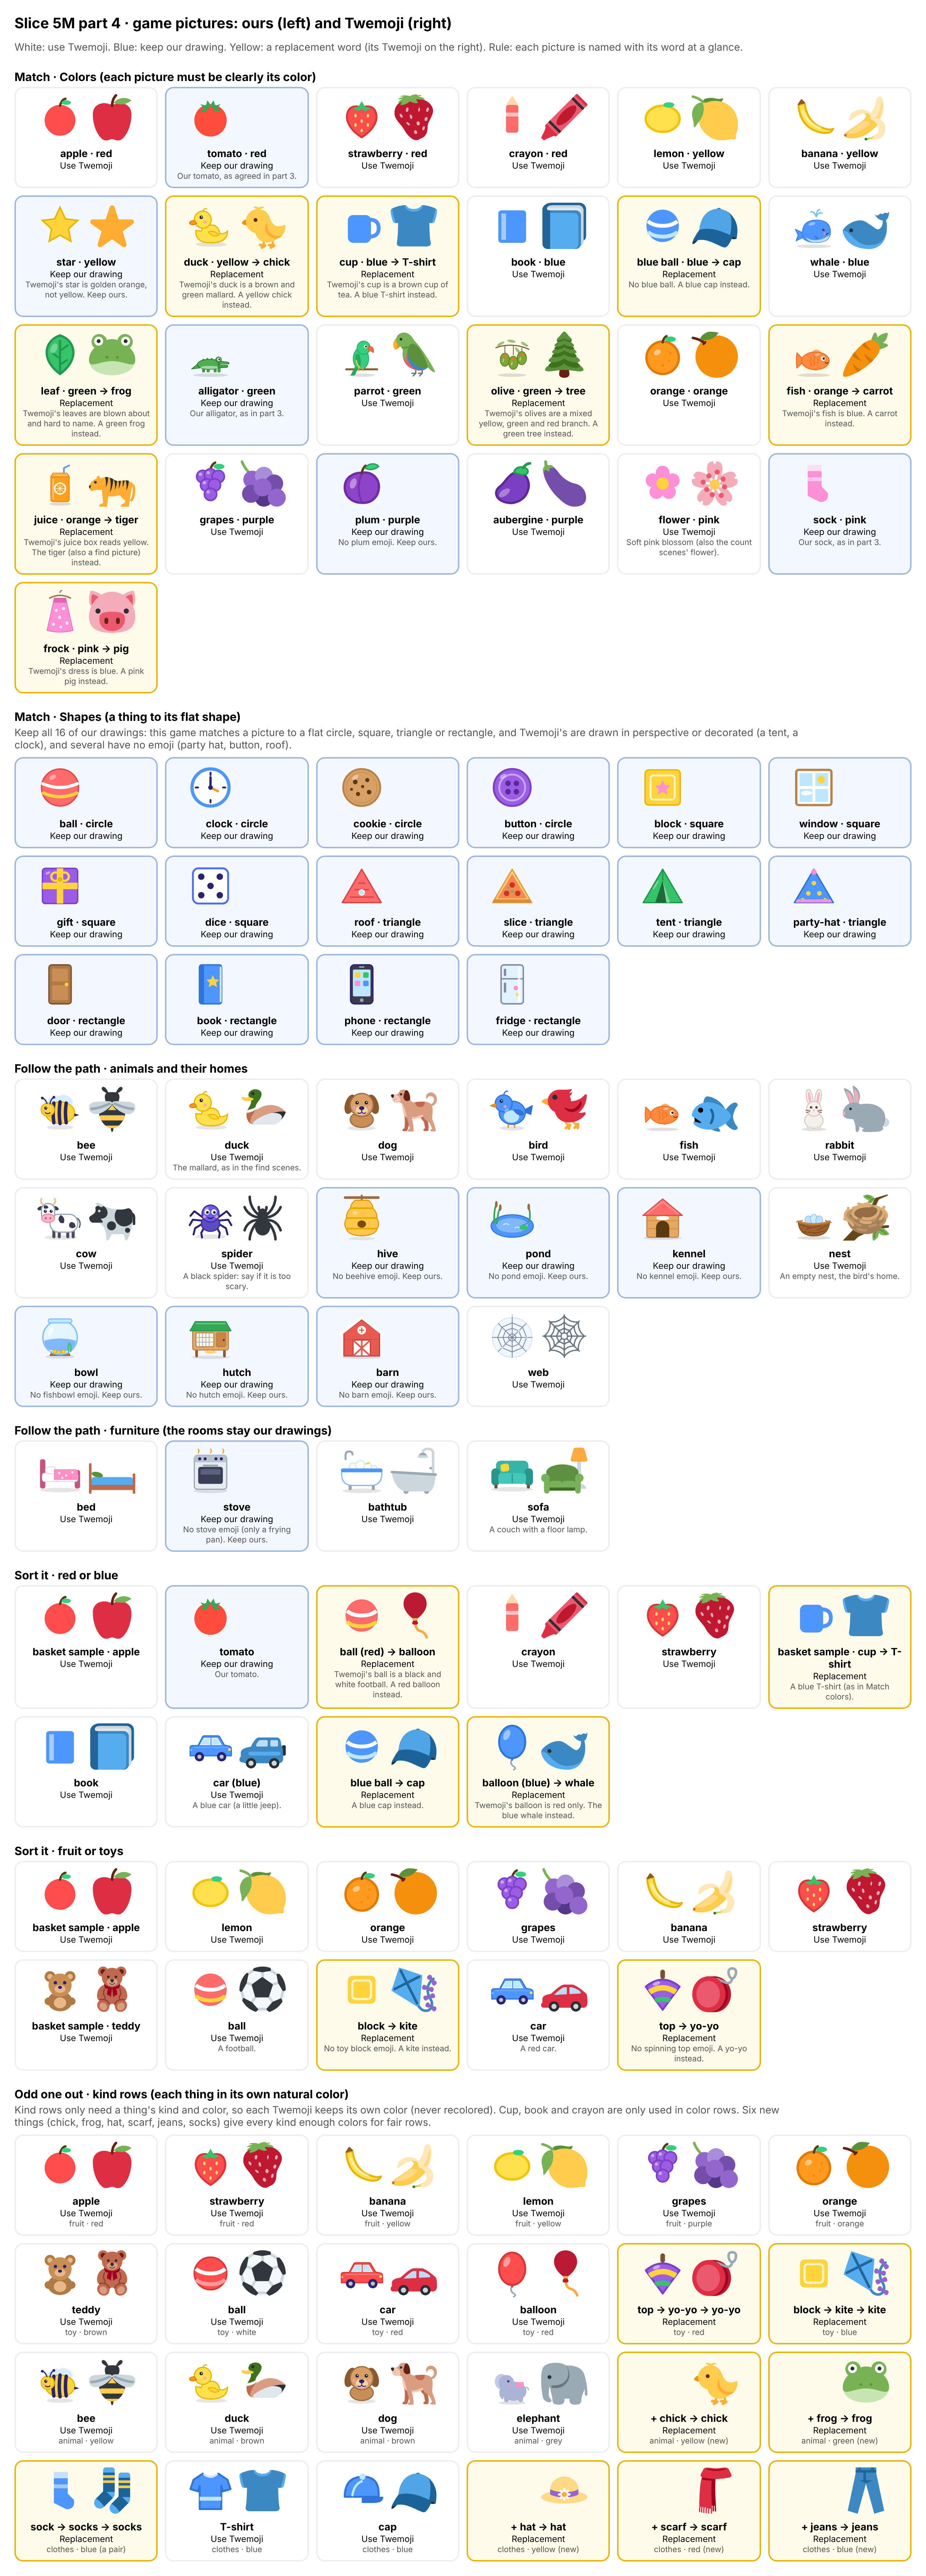 Slice 5M part 4 · game pictures: ours (left) and Twemoji (right)
White: use Twemoji. Blue: keep our drawing. Yellow: a replacement word (its Twemoji on the right). Rule: each picture is named with its word at a glance.
Match · Colors (each picture must be clearly its color)
apple · red
Use Twemoji
tomato · red
Keep our drawing
Our tomato, as agreed in part 3.
strawberry · red
Use Twemoji
crayon · red
Use Twemoji
lemon · yellow
Use Twemoji
banana · yellow
Use Twemoji
star · yellow
Keep our drawing
Twemoji's star is golden orange,
not yellow. Keep ours.
duck · yellow → chick
Replacement
Twemoji's duck is a brown and
green mallard. A yellow chick
instead.
cup · blue → T-shirt
Replacement
Twemoji's cup is a brown cup of
tea. A blue T-shirt instead.
book · blue
Use Twemoji
blue ball · blue → cap
Replacement
No blue ball. A blue cap instead.
whale · blue
Use Twemoji
leaf · green → frog
Replacement
Twemoji's leaves are blown about
and hard to name. A green frog
instead.
alligator · green
Keep our drawing
Our alligator, as in part 3.
parrot · green
Use Twemoji
olive · green → tree
Replacement
Twemoji's olives are a mixed
yellow, green and red branch. A
green tree instead.
orange · orange
Use Twemoji
fish · orange → carrot
Replacement
Twemoji's fish is blue. A carrot
instead.
juice · orange → tiger
Replacement
Twemoji's juice box reads yellow.
The tiger (also a find picture)
instead.
grapes · purple
Use Twemoji
plum · purple
Keep our drawing
No plum emoji. Keep ours.
aubergine · purple
Use Twemoji
flower · pink
Use Twemoji
Soft pink blossom (also the count
scenes' flower).
sock · pink
Keep our drawing
Our sock, as in part 3.
frock · pink → pig
Replacement
Twemoji's dress is blue. A pink
pig instead.
Match · Shapes (a thing to its flat shape)
Keep all 16 of our drawings: this game matches a picture to a flat circle, square, triangle or rectangle, and Twemoji's are drawn in perspective or decorated (a tent, a
clock), and several have no emoji (party hat, button, roof).
ball · circle
Keep our drawing
clock · circle
Keep our drawing
cookie · circle
Keep our drawing
button · circle
Keep our drawing
block · square
Keep our drawing
window · square
Keep our drawing
gift · square
Keep our drawing
dice · square
Keep our drawing
roof · triangle
Keep our drawing
slice · triangle
Keep our drawing
tent · triangle
Keep our drawing
party-hat · triangle
Keep our drawing
door · rectangle
Keep our drawing
book · rectangle
Keep our drawing
phone · rectangle
Keep our drawing
fridge · rectangle
Keep our drawing
Follow the path · animals and their homes
bee
Use Twemoji
duck
Use Twemoji
The mallard, as in the find scenes.
dog
Use Twemoji
bird
Use Twemoji
fish
Use Twemoji
rabbit
Use Twemoji
cow
Use Twemoji
spider
Use Twemoji
A black spider: say if it is too
scary.
hive
Keep our drawing
No beehive emoji. Keep ours.
pond
Keep our drawing
No pond emoji. Keep ours.
kennel
Keep our drawing
No kennel emoji. Keep ours.
nest
Use Twemoji
An empty nest, the bird's home.
bowl
Keep our drawing
No fishbowl emoji. Keep ours.
hutch
Keep our drawing
No hutch emoji. Keep ours.
barn
Keep our drawing
No barn emoji. Keep ours.
web
Use Twemoji
Follow the path · furniture (the rooms stay our drawings)
bed
Use Twemoji
stove
Keep our drawing
No stove emoji (only a frying
pan). Keep ours.
bathtub
Use Twemoji
sofa
Use Twemoji
A couch with a floor lamp.
Sort it · red or blue
basket sample · apple
Use Twemoji
tomato
Keep our drawing
Our tomato.
ball (red) → balloon
Replacement
Twemoji's ball is a black and
white football. A red balloon
instead.
crayon
Use Twemoji
strawberry
Use Twemoji
basket sample · cup → T-
shirt
Replacement
A blue T-shirt (as in Match
colors).
book
Use Twemoji
car (blue)
Use Twemoji
A blue car (a little jeep).
blue ball → cap
Replacement
A blue cap instead.
balloon (blue) → whale
Replacement
Twemoji's balloon is red only. The
blue whale instead.
Sort it · fruit or toys
basket sample · apple
Use Twemoji
lemon
Use Twemoji
orange
Use Twemoji
grapes
Use Twemoji
banana
Use Twemoji
strawberry
Use Twemoji
basket sample · teddy
Use Twemoji
ball
Use Twemoji
A football.
block → kite
Replacement
No toy block emoji. A kite instead.
car
Use Twemoji
A red car.
top → yo-yo
Replacement
No spinning top emoji. A yo-yo
instead.
Odd one out · kind rows (each thing in its own natural color)
Kind rows only need a thing's kind and color, so each Twemoji keeps its own color (never recolored). Cup, book and crayon are only used in color rows. Six new
things (chick, frog, hat, scarf, jeans, socks) give every kind enough colors for fair rows.
apple
Use Twemoji
fruit · red
strawberry
Use Twemoji
fruit · red
banana
Use Twemoji
fruit · yellow
lemon
Use Twemoji
fruit · yellow
grapes
Use Twemoji
fruit · purple
orange
Use Twemoji
fruit · orange
teddy
Use Twemoji
toy · brown
ball
Use Twemoji
toy · white
car
Use Twemoji
toy · red
balloon
Use Twemoji
toy · red
top → yo-yo → yo-yo
Replacement
toy · red
block → kite → kite
Replacement
toy · blue
bee
Use Twemoji
animal · yellow
duck
Use Twemoji
animal · brown
dog
Use Twemoji
animal · brown
elephant
Use Twemoji
animal · grey
+ chick → chick
Replacement
animal · yellow (new)
+ frog → frog
Replacement
animal · green (new)
sock → socks → socks
Replacement
clothes · blue (a pair)
T-shirt
Use Twemoji
clothes · blue
cap
Use Twemoji
clothes · blue
+ hat → hat
Replacement
clothes · yellow (new)
+ scarf → scarf
Replacement
clothes · red (new)
+ jeans → jeans
Replacement
clothes · blue (new)